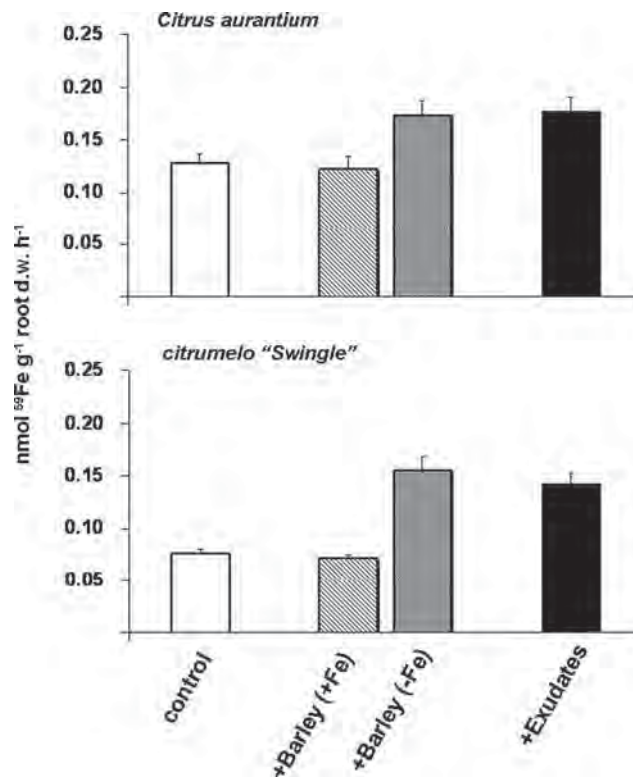 Citrus aurantium
0.25
0.20
0.15
0.10
0.05
nmol ⁵⁹Fe g⁻¹ root d.w. h⁻¹
citrumelo “Swingle”
0.25
0.20
0.15
0.10
0.05
control
+Barley (+Fe)
+Barley (-Fe)
+Exudates